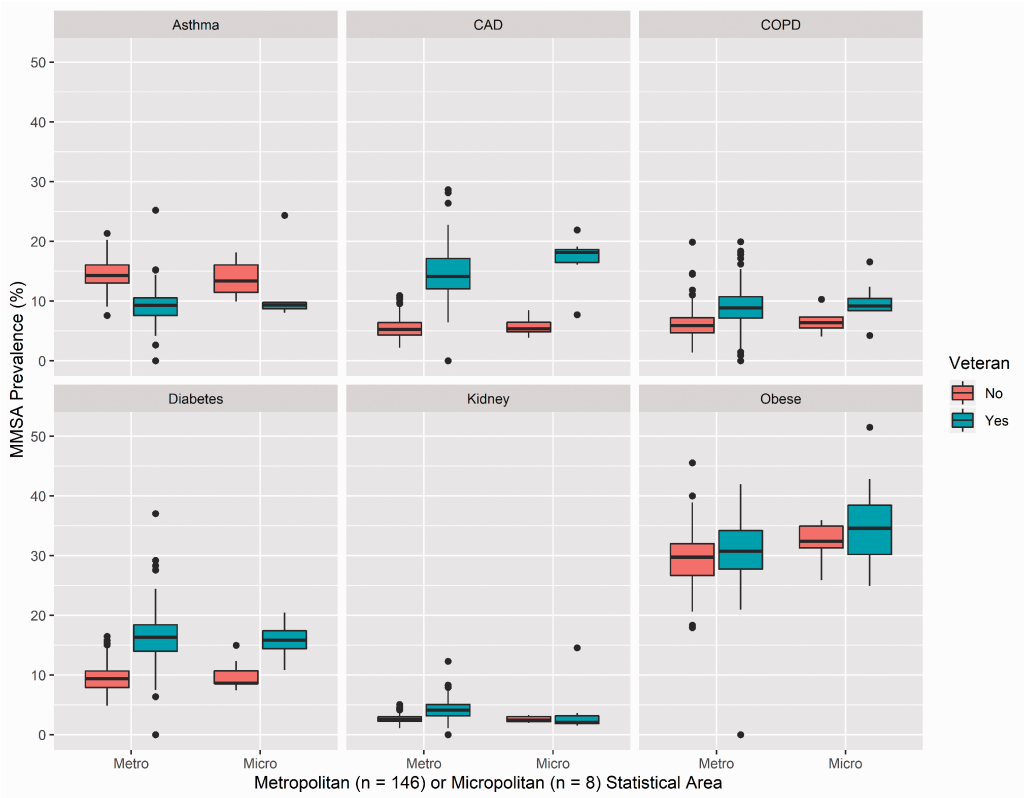 Asthma
CAD
COPD
50
40
30
20
10
0
Diabetes
Kidney
Obese
50
40
30
20
10
0
Metro
Micro
Metro
Micro
Metro
Micro
MMSA Prevalence (%)
Metropolitan (n = 146) or Micropolitan (n = 8) Statistical Area
Veteran
No
Yes